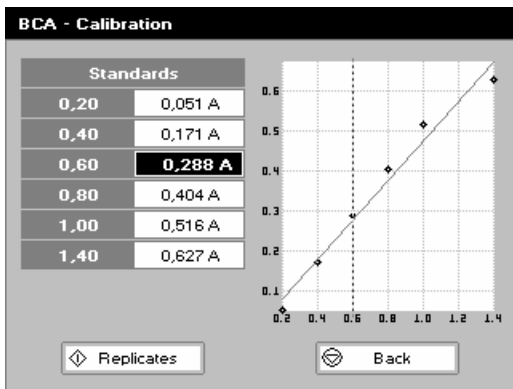 BCA - Calibration
Standards
0,20 0,051 A
0,40 0,171 A
0,60 0,288 A
0,80 0,404 A
1,00 0,516 A
1,40 0,627 A
0.6
0.5
0.4
0.3
0.2
0.1
0.2 0.4 0.6 0.8 1.0 1.2 1.4
Replicates
Back